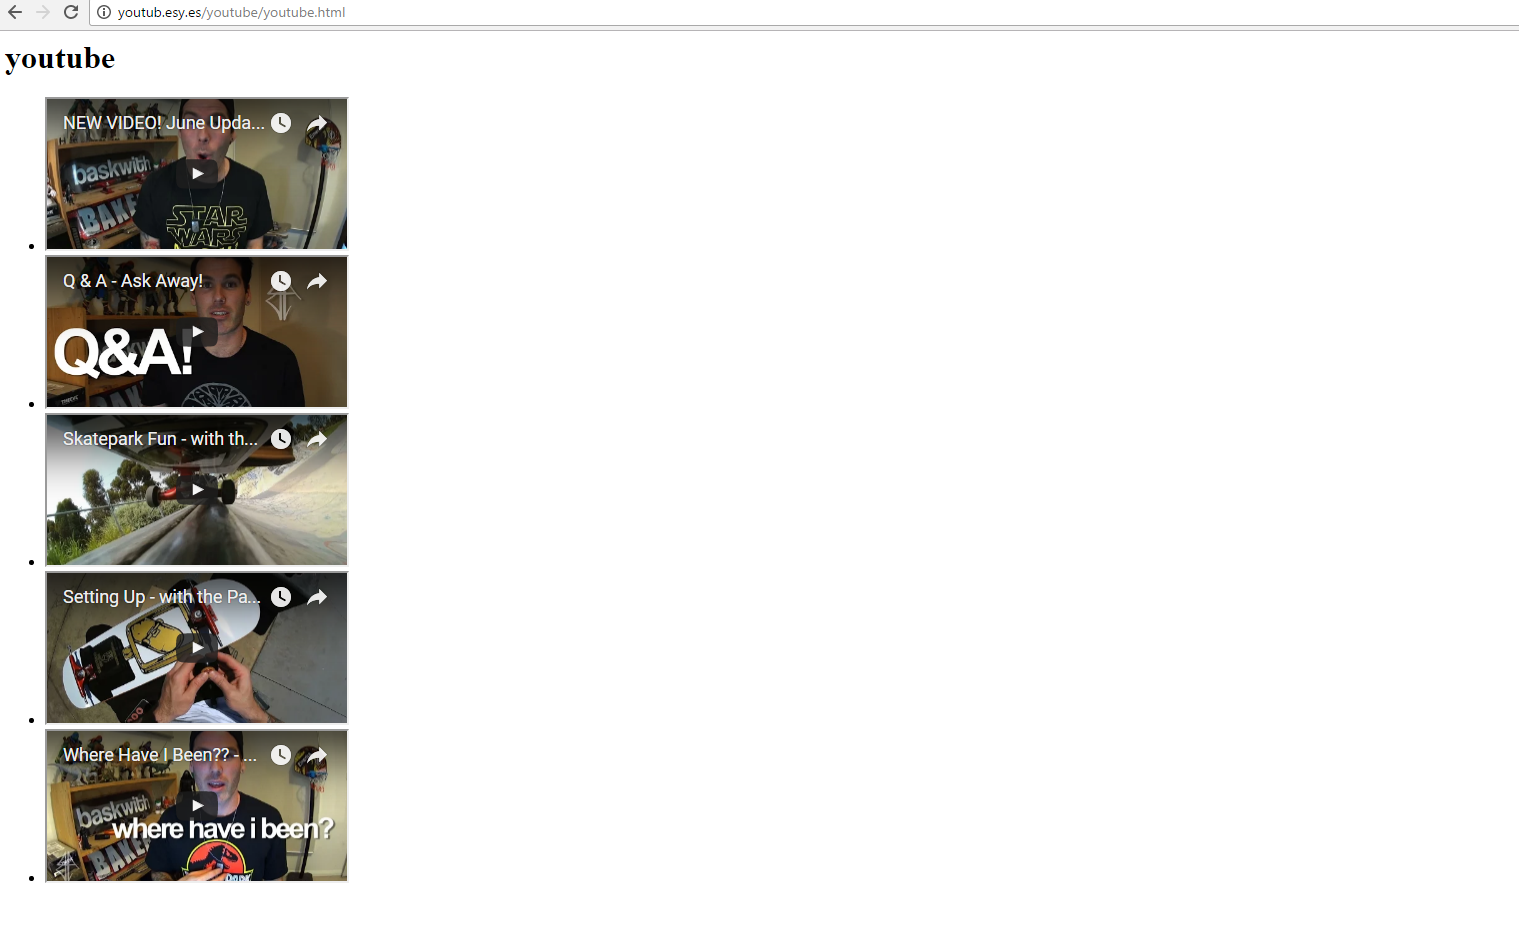 youtub.esy.es/youtube/youtube.html
youtube
NEW VIDEO! June Upda...
baskwith
BAKE
STAR
WARS
Q & A - Ask Away!
Q&A!
Skatepark Fun - with th...
Setting Up - with the Pa...
Where Have I Been?? - ...
baskwith
where have i been?
BAKE